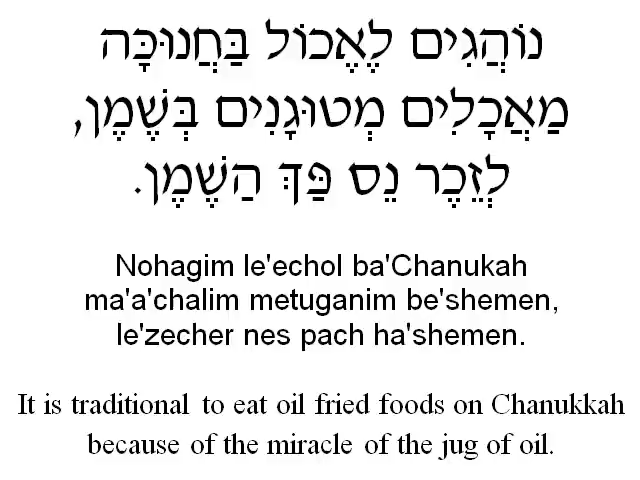 נוֹהֲגִים לֶאֱכוֹל בַּחֲנוּכָּה
מַאֲכָלִים מְטוּגָנִים בְּשֶׁמֶן,
לְזֵכֶר נֵס פַּךְ הַשֶׁמֶן.
Nohagim le'echol ba'Chanukah
ma'a'chalim metuganim be'shemen,
le'zecher nes pach ha'shemen.
It is traditional to eat oil fried foods on Chanukkah
because of the miracle of the jug of oil.